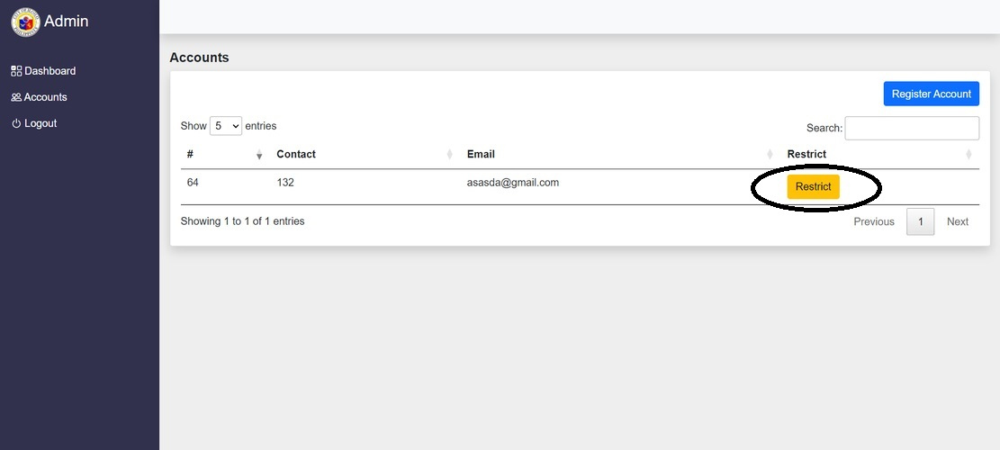 Admin
Dashboard
Accounts
Logout
Accounts
Register Account
Show 5 entries
Search:
# Contact Email Restrict
64 132 asasda@gmail.com Restrict
Showing 1 to 1 of 1 entries
Previous 1 Next